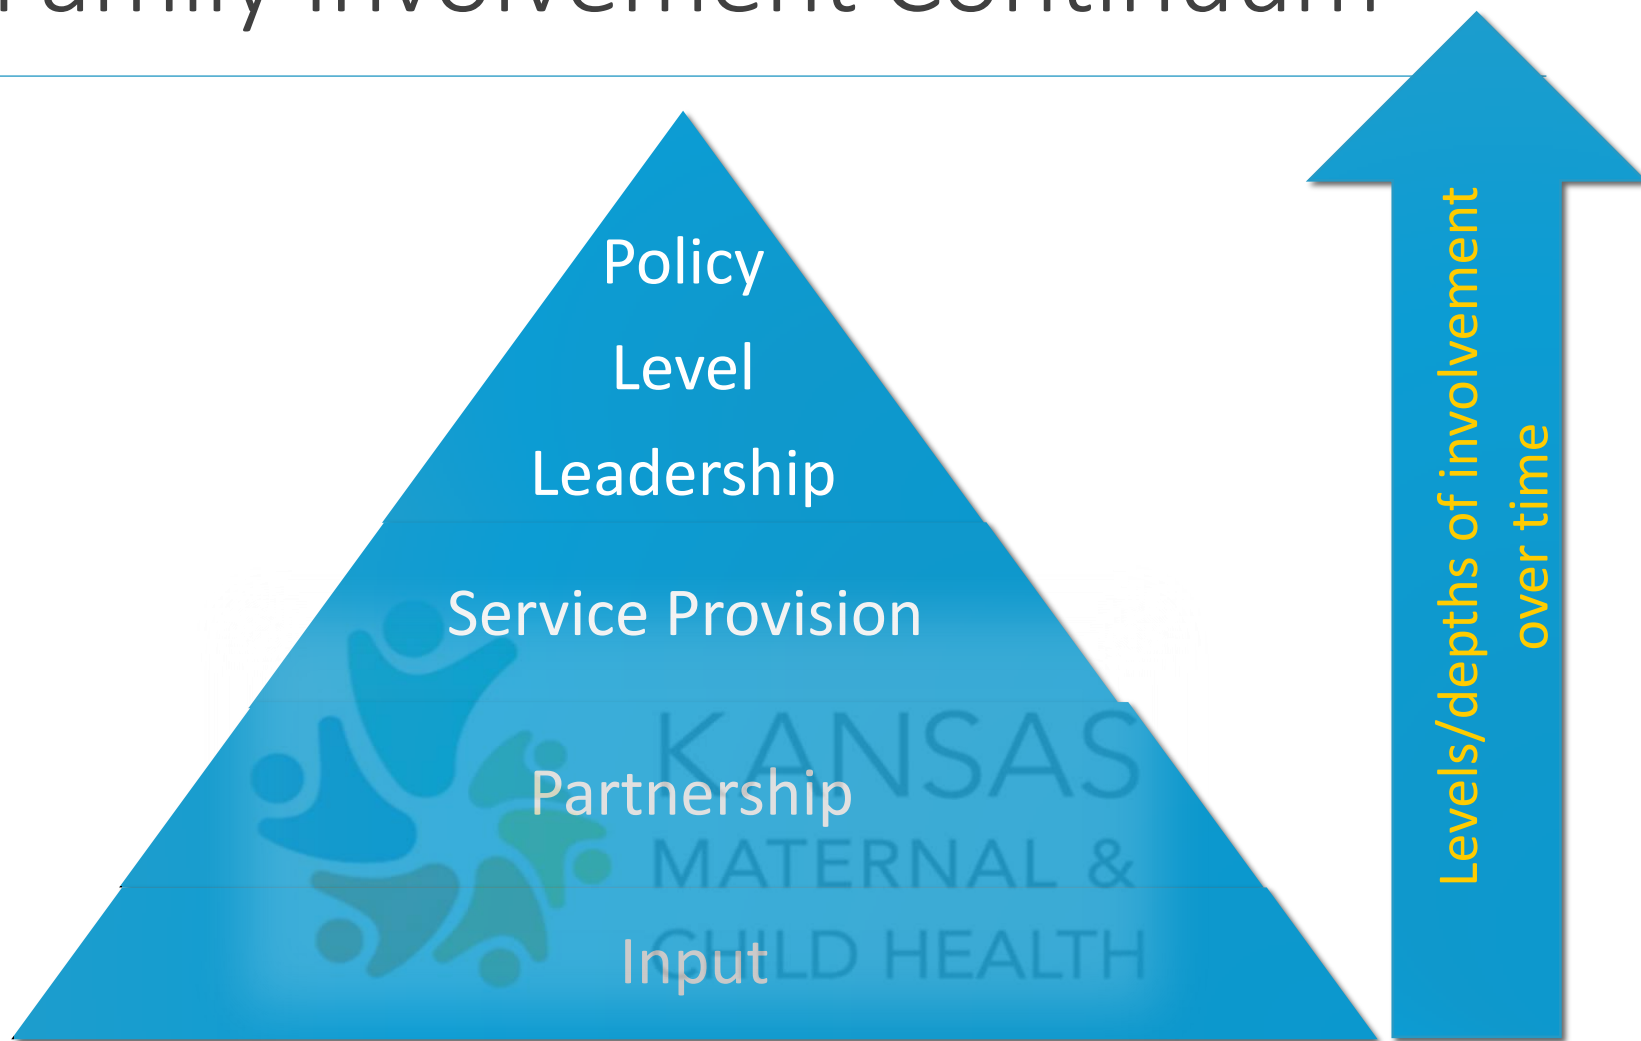 Family Involvement Continuum
Policy
Level
Leadership
Service Provision
Partnership
Input
KANSAS
MATERNAL &
CHILD HEALTH
Levels/depths of involvement
over time